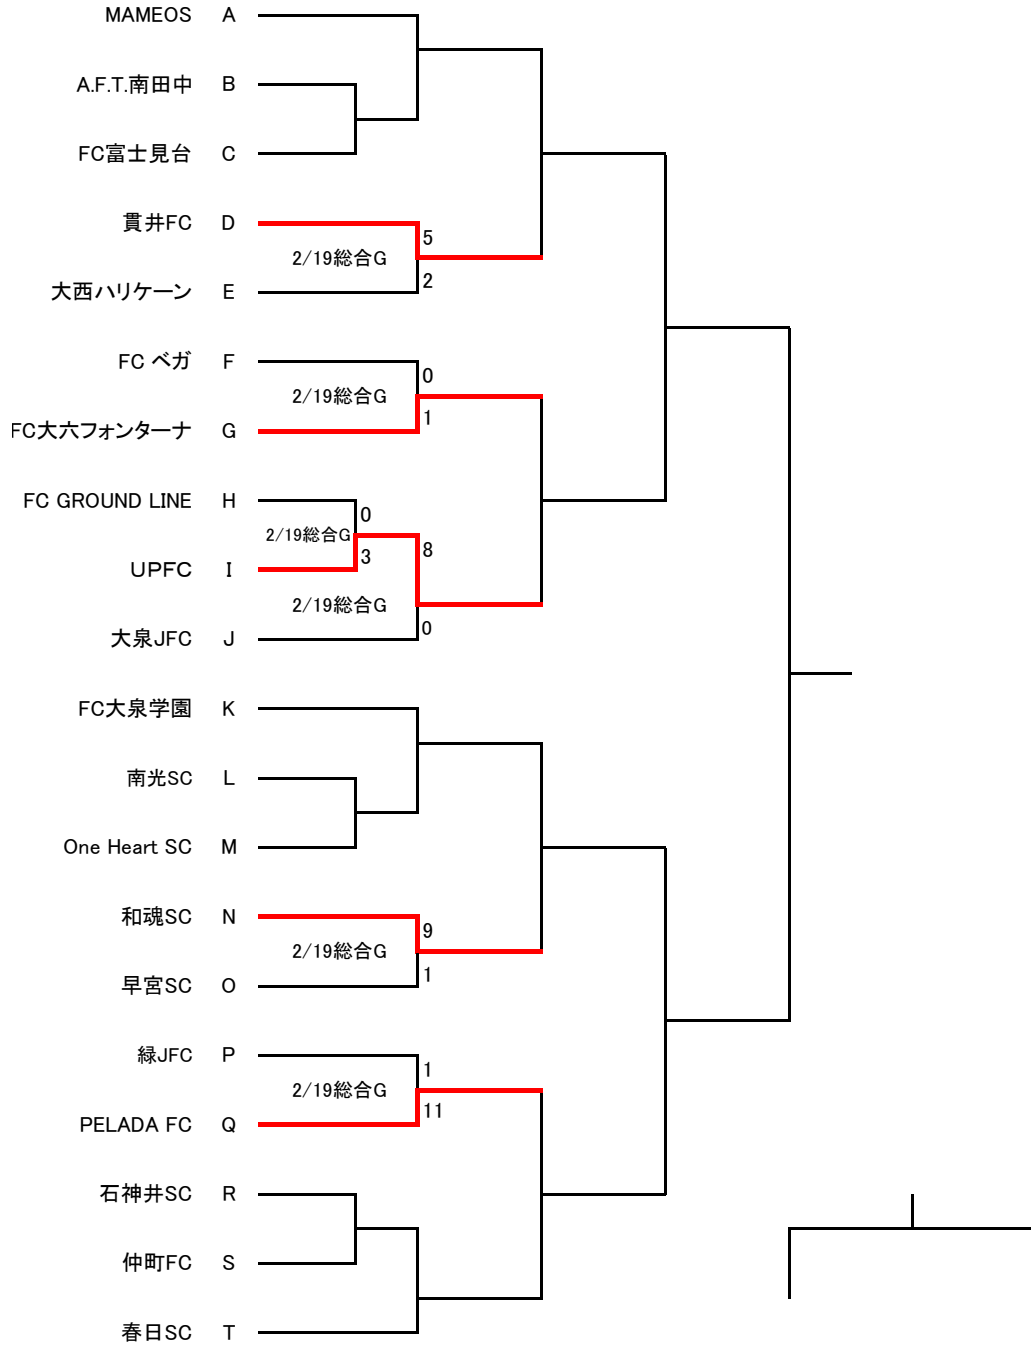 MAMEOS A
A.F.T.南田中 B
FC富士見台 C
貫井FC D
5
2/19総合G
2
大西ハリケーン E
FC ベガ F
0
2/19総合G
1
FC大六フォンターナ G
FC GROUND LINE H
0
2/19総合G
8
3
UPFC I
2/19総合G
0
大泉JFC J
FC大泉学園 K
南光SC L
One Heart SC M
和魂SC N
9
2/19総合G
1
早宮SC O
緑JFC P
1
2/19総合G
11
PELADA FC Q
石神井SC R
仲町FC S
春日SC T